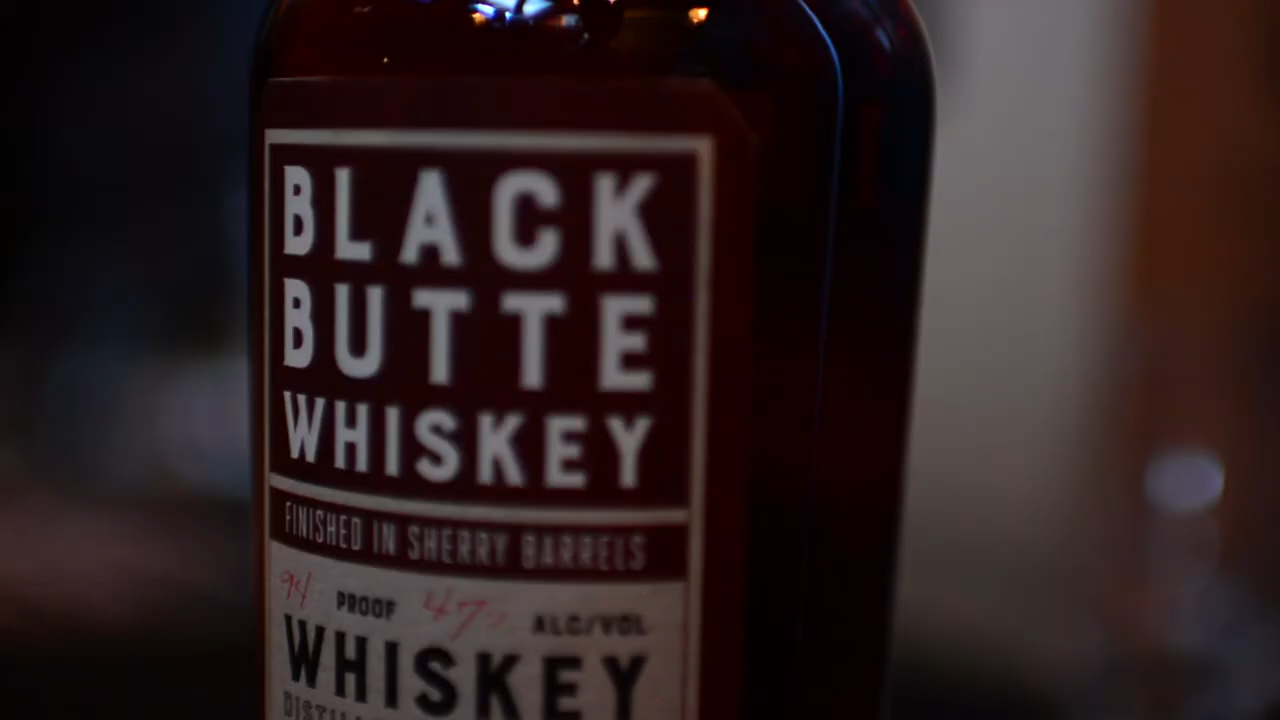 BLACK
BUTTE
WHISKEY
FINISHED IN SHERRY BARRELS
94 PROOF 47% ALC/VOL
WHISKEY